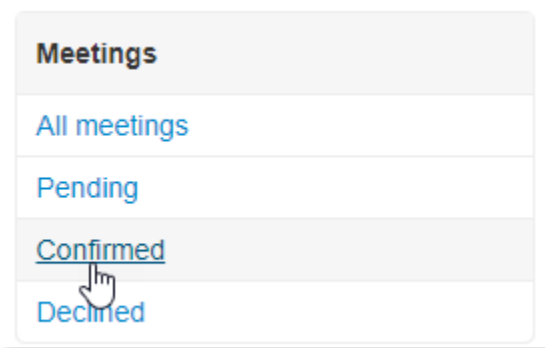 Meetings
All meetings
Pending
Confirmed
Declined